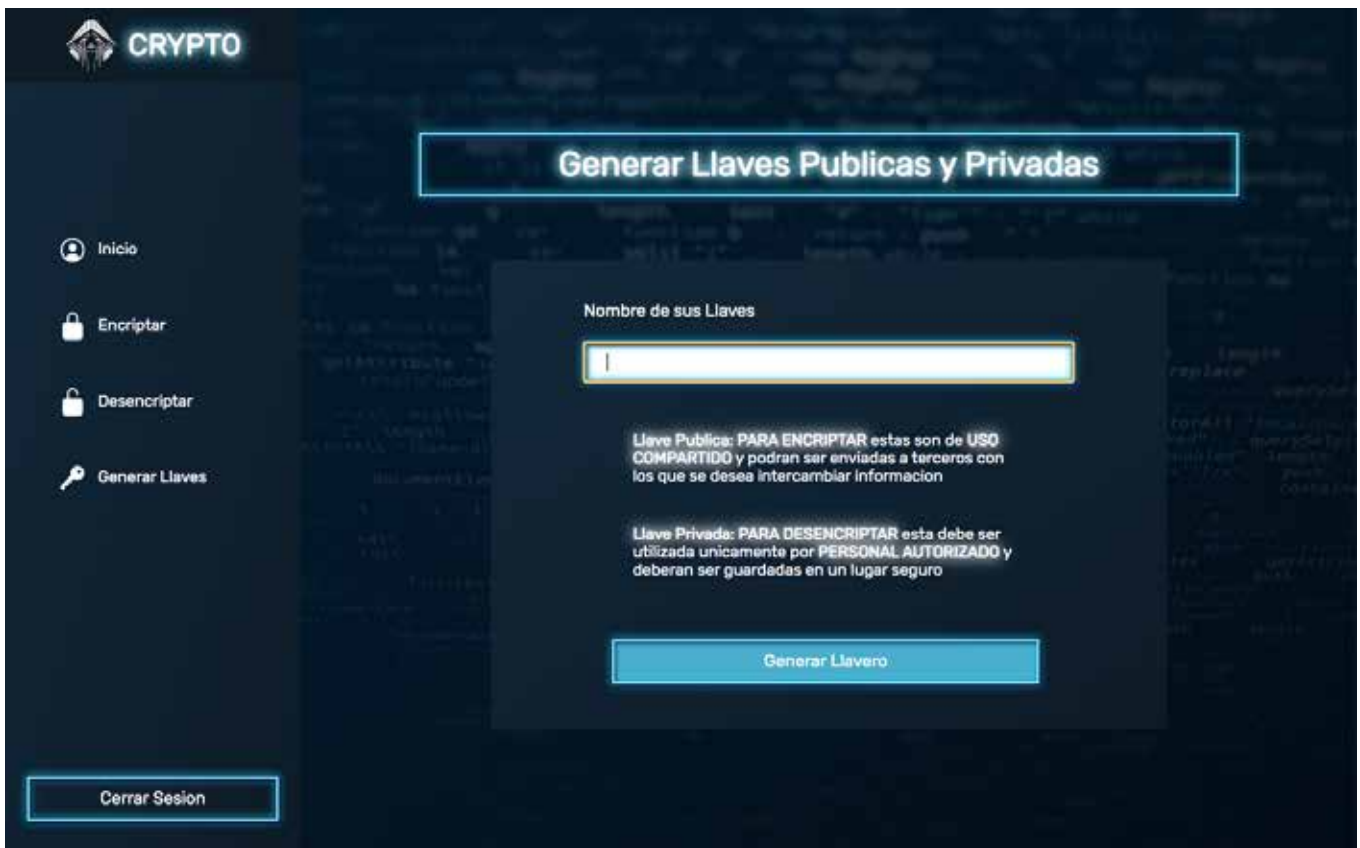 CRYPTO
Generar Llaves Publicas y Privadas
Inicio
Encriptar
Desencriptar
Generar Llaves
Nombre de sus Llaves
Llave Publica: PARA ENCRIPTAR estas son de USO
COMPARTIDO y podran ser enviadas a terceros con
los que se desea intercambiar informacion
Llave Privada: PARA DESENCRIPTAR esta debe ser
utilizada unicamente por PERSONAL AUTORIZADO y
deberan ser guardadas en un lugar seguro
Generar Llavero
Cerrar Sesion